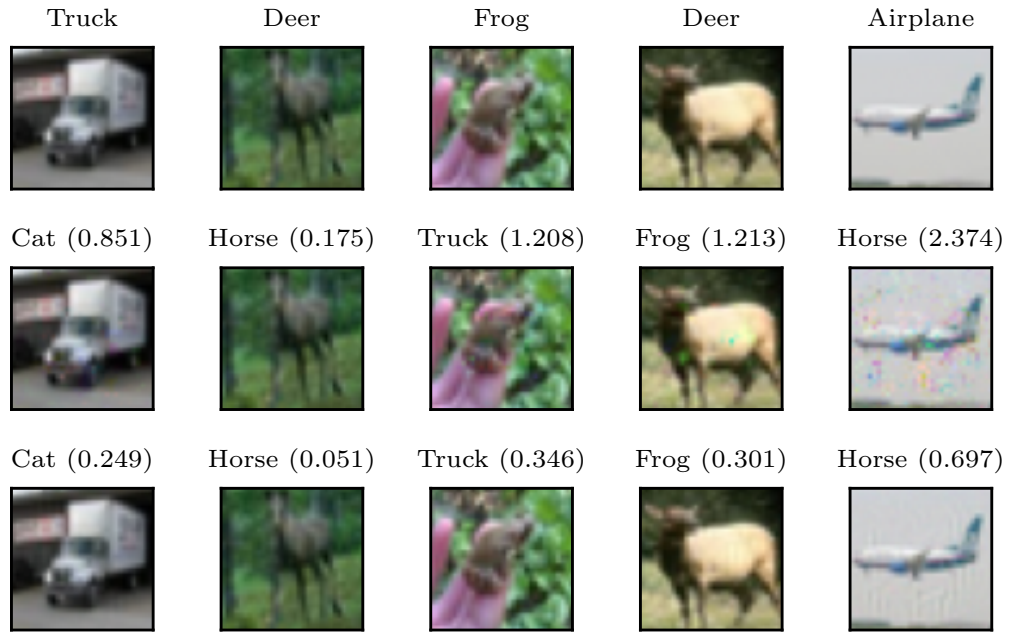 Truck Deer Frog Deer Airplane
Cat (0.851) Horse (0.175) Truck (1.208) Frog (1.213) Horse (2.374)
Cat (0.249) Horse (0.051) Truck (0.346) Frog (0.301) Horse (0.697)